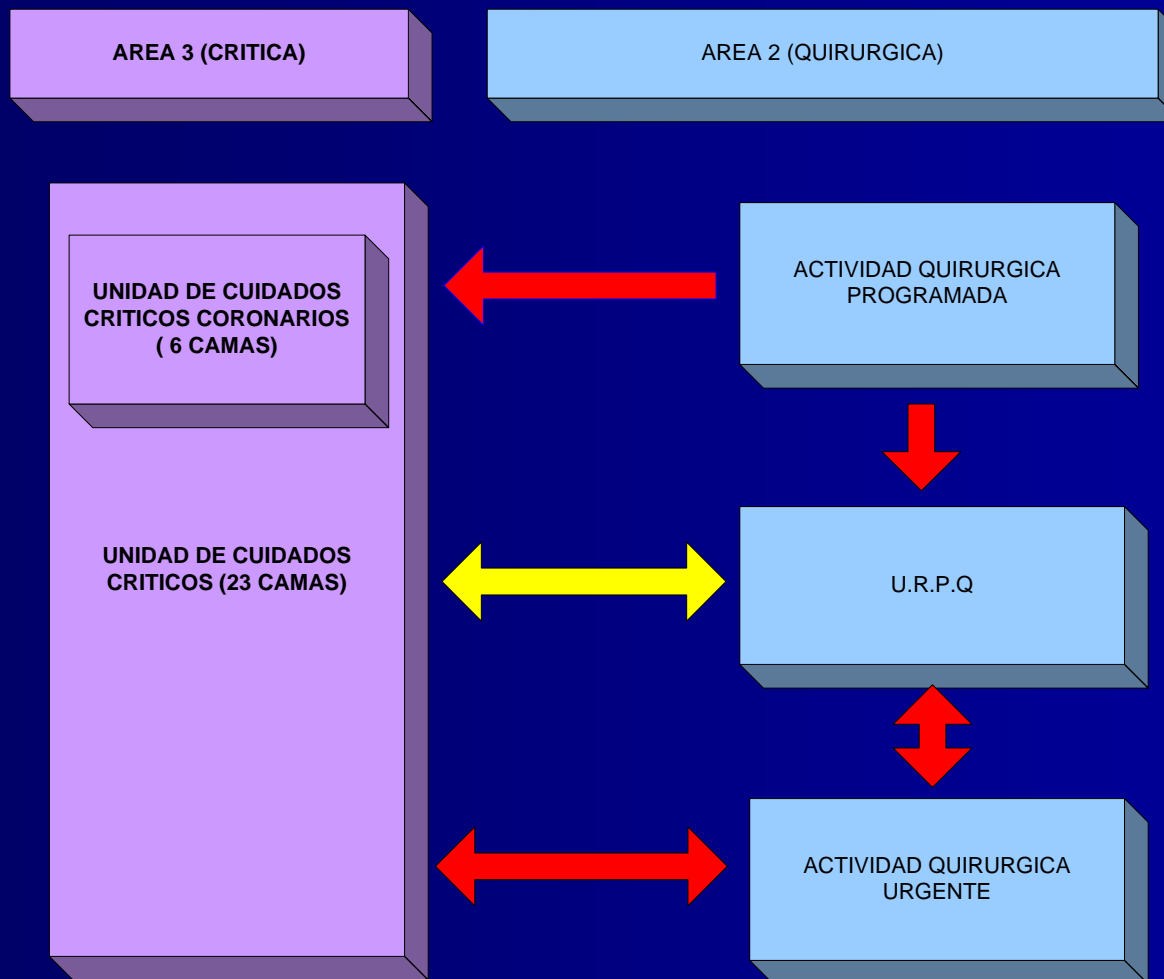 AREA 3 (CRITICA)
AREA 2 (QUIRURGICA)
UNIDAD DE CUIDADOS
CRITICOS CORONARIOS
( 6 CAMAS)
ACTIVIDAD QUIRURGICA
PROGRAMADA
UNIDAD DE CUIDADOS
CRITICOS (23 CAMAS)
U.R.P.Q
ACTIVIDAD QUIRURGICA
URGENTE